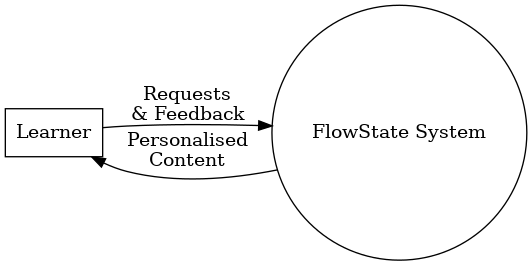 Requests
& Feedback
Learner
FlowState System
Personalised
Content